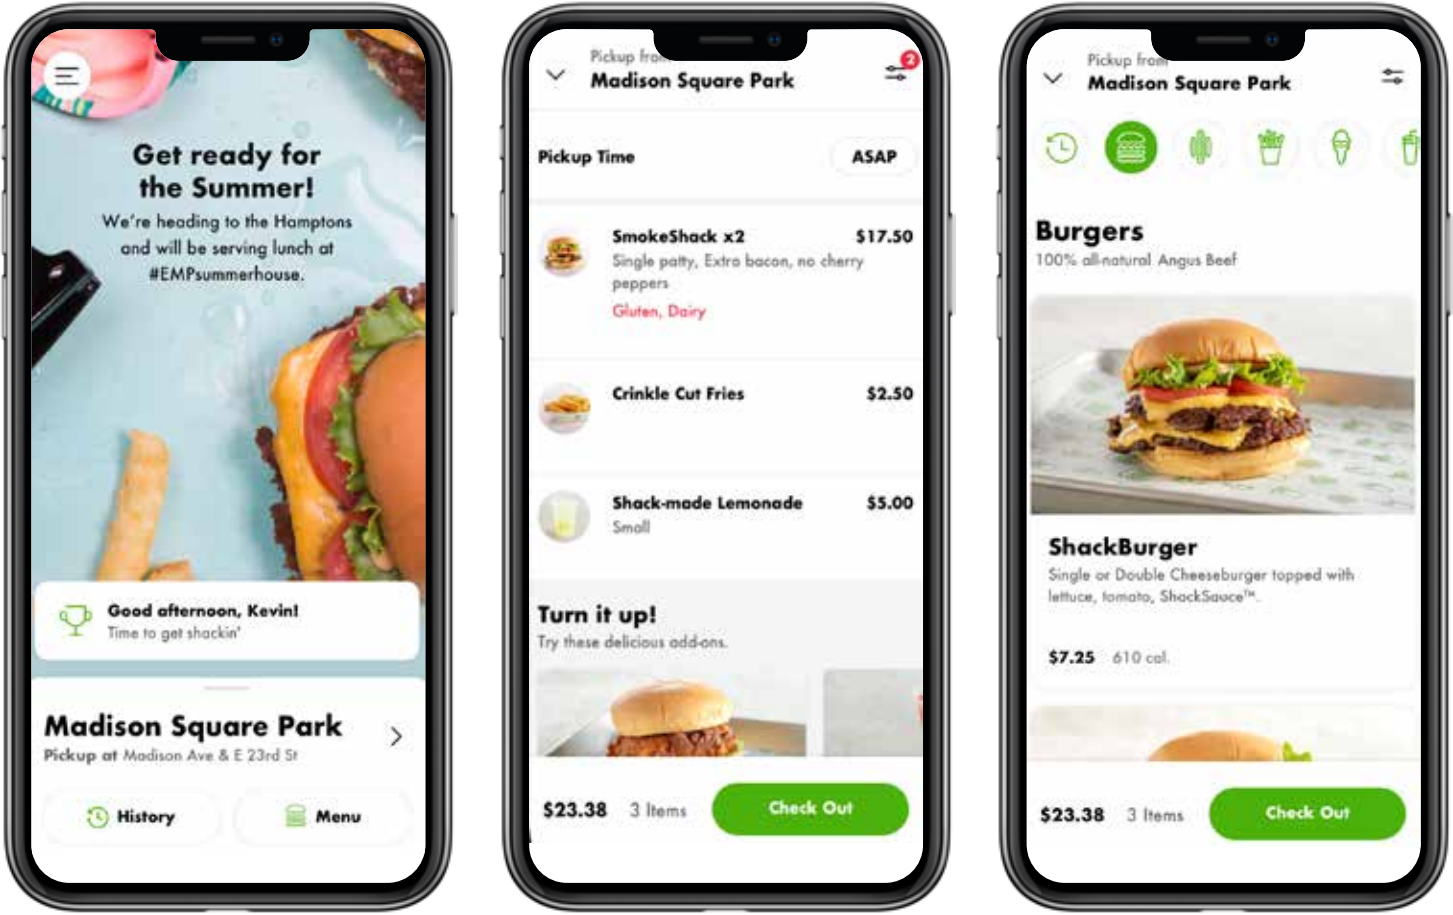 Get ready for
the Summer!
We're heading to the Hamptons
and will be serving lunch at
#EMPsummerhouse.
Good afternoon, Kevin!
Time to get shackin'
Madison Square Park
Pickup at Madison Ave & E 23rd St
History
Menu
Pickup from
Madison Square Park
2
Pickup Time
ASAP
SmokeShack x2
$17.50
Single patty, Extra bacon, no cherry
peppers
Gluten, Dairy
Crinkle Cut Fries
$2.50
Shack-made Lemonade
$5.00
Small
Turn it up!
Try these delicious add-ons.
$23.38
3 Items
Check Out
Pickup from
Madison Square Park
Burgers
100% all-natural Angus Beef
ShackBurger
Single or Double Cheeseburger topped with
lettuce, tomato, ShackSauce™.
$7.25
610 cal.
$23.38
3 Items
Check Out